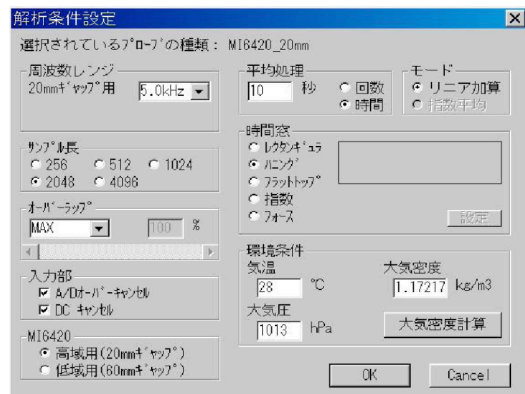 解析条件設定
選択されているﾌﾟﾛｰﾌﾞの種類： MI6420_20mm
周波数レンジ
20mmｷﾞｬｯﾌﾟ用 5.0kHz
平均処理
10 秒 回数
時間
モード
リニア加算
指数平均
ｻﾝﾌﾟﾙ長
256 512 1024
2048 4096
時間窓
ﾚｸﾀﾝｷﾞｭﾗ
ﾊﾆﾝｸﾞ
ﾌﾗｯﾄﾄｯﾌﾟ
指数
ﾌｫｰｽ
設定
ｵｰﾊﾞｰﾗｯﾌﾟ
MAX 100 %
入力部
A/Dｵｰﾊﾞｰｷｬﾝｾﾙ
DC ｷｬﾝｾﾙ
環境条件
気温 大気密度
28 ℃ 1.17217 kg/m3
大気圧
1013 hPa 大気密度計算
MI6420
高域用(20mmｷﾞｬｯﾌﾟ)
低域用(60mmｷﾞｬｯﾌﾟ)
OK Cancel